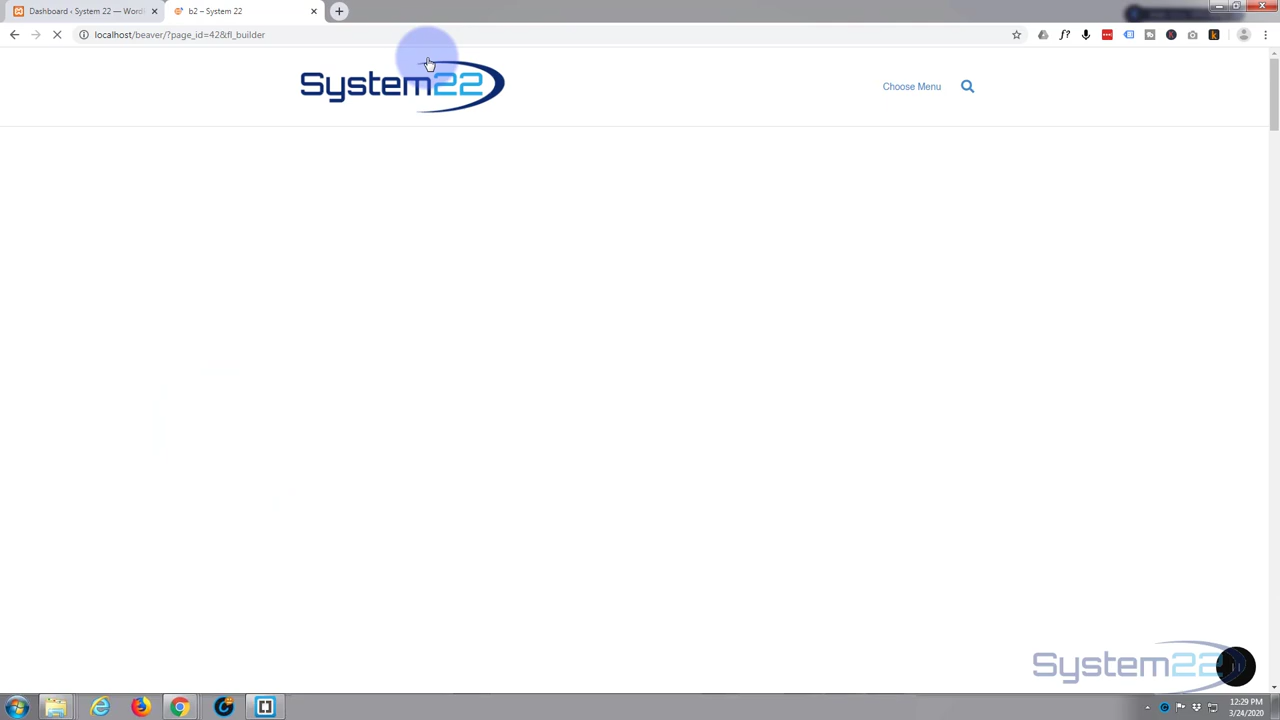 Dashboard ‹ System 22 — Word
b2 – System 22
localhost/beaver/?page_id=42&fl_builder
f?
System22
Choose Menu
System22
12:29 PM
3/24/2020